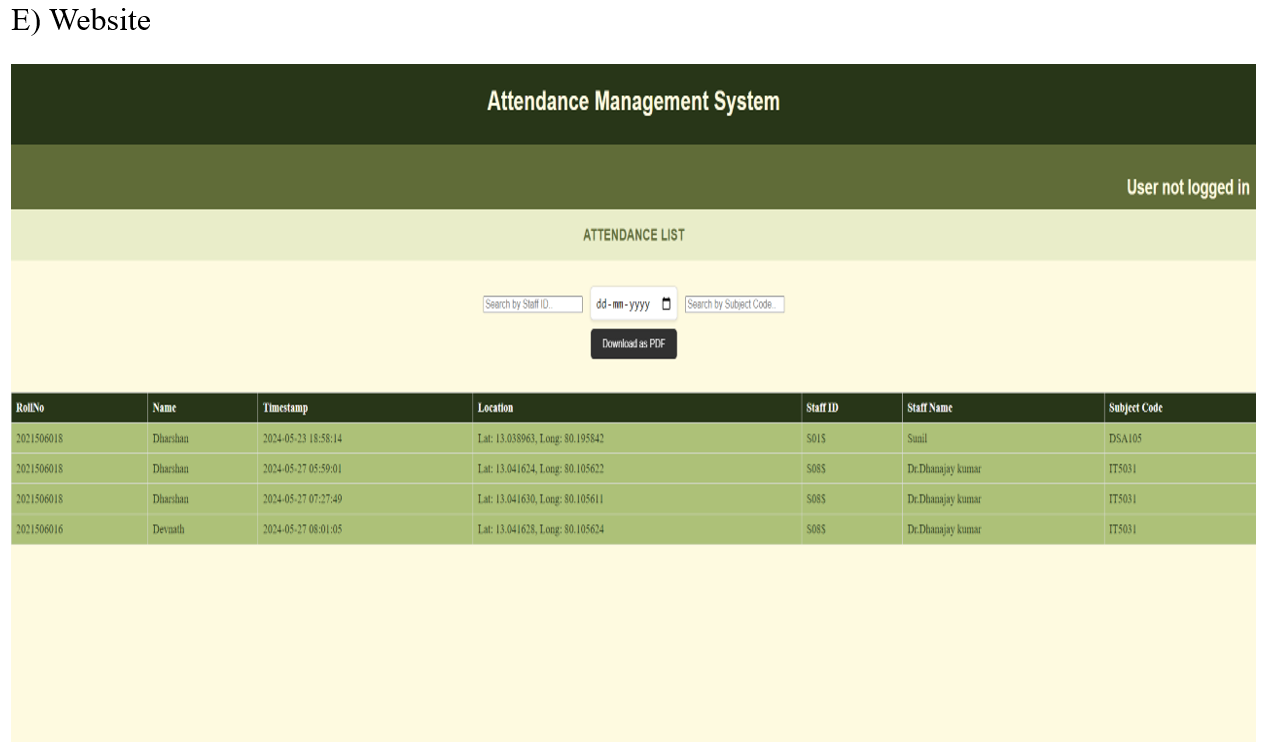 E) Website
Attendance Management System
User not logged in
ATTENDANCE LIST
Search by Staff ID.. dd-mm-yyyy Search by Subject Code..
Download as PDF
RollNo Name Timestamp Location Staff ID Staff Name Subject Code
2021506018 Dharshan 2024-05-23 18:58:14 Lat: 13.038963, Long: 80.195842 S01S Sunil DSA105
2021506018 Dharshan 2024-05-27 05:59:01 Lat: 13.041624, Long: 80.105622 S08S Dr.Dhanajay kumar IT5031
2021506018 Dharshan 2024-05-27 07:27:49 Lat: 13.041630, Long: 80.105611 S08S Dr.Dhanajay kumar IT5031
2021506016 Devnath 2024-05-27 08:01:05 Lat: 13.041628, Long: 80.105624 S08S Dr.Dhanajay kumar IT5031